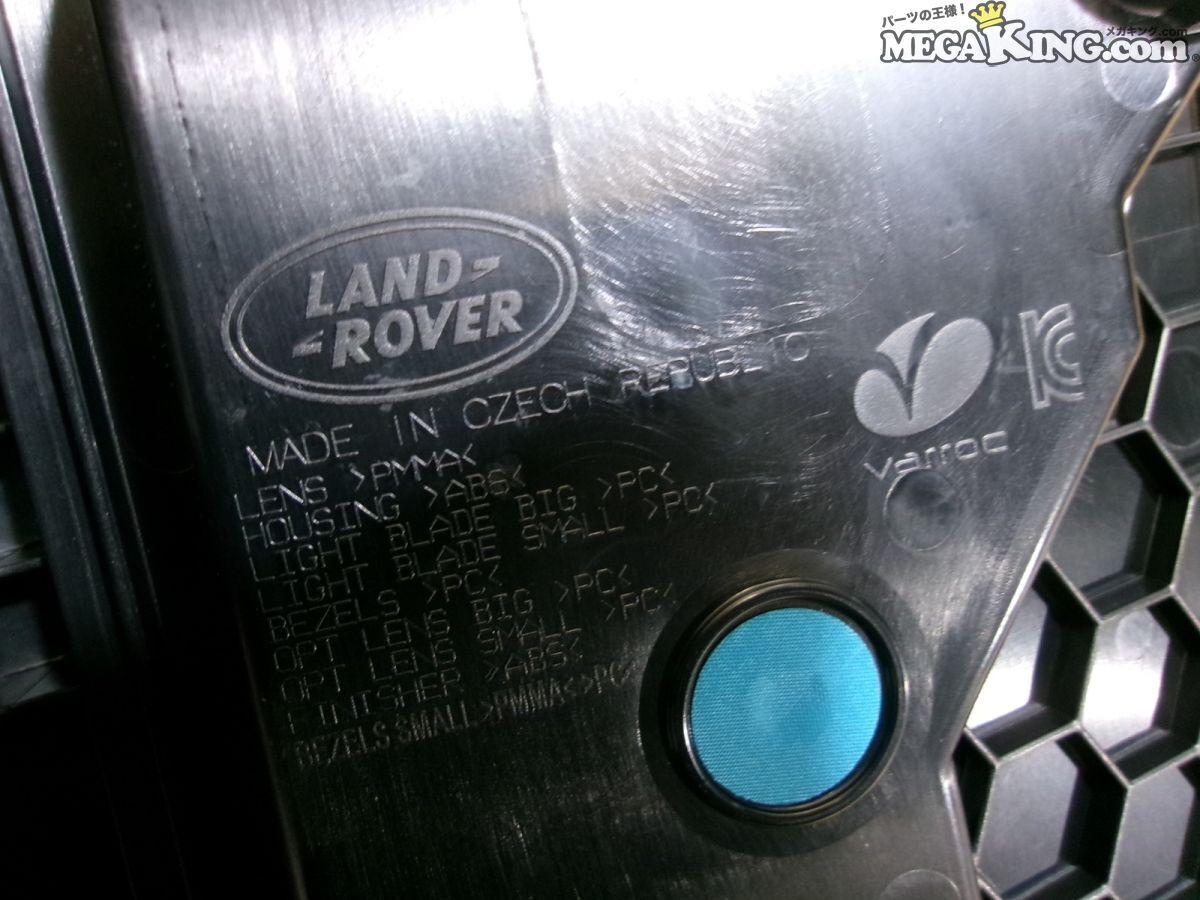 パーツの王様！
メガキング.com
MEGAKING.com®
LAND
ROVER
MADE IN CZECH REPUBLIC
LENS >PMMA<
HOUSING >ABS<
LIGHT BLADE BIG >PC<
LIGHT BLADE SMALL >PC<
BEZELS >PC<
OPT LENS BIG >PC<
OPT LENS SMALL >PC<
FINISHER >ABS<
BEZELS SMALL>PMMA<>PC<
varroc
KC